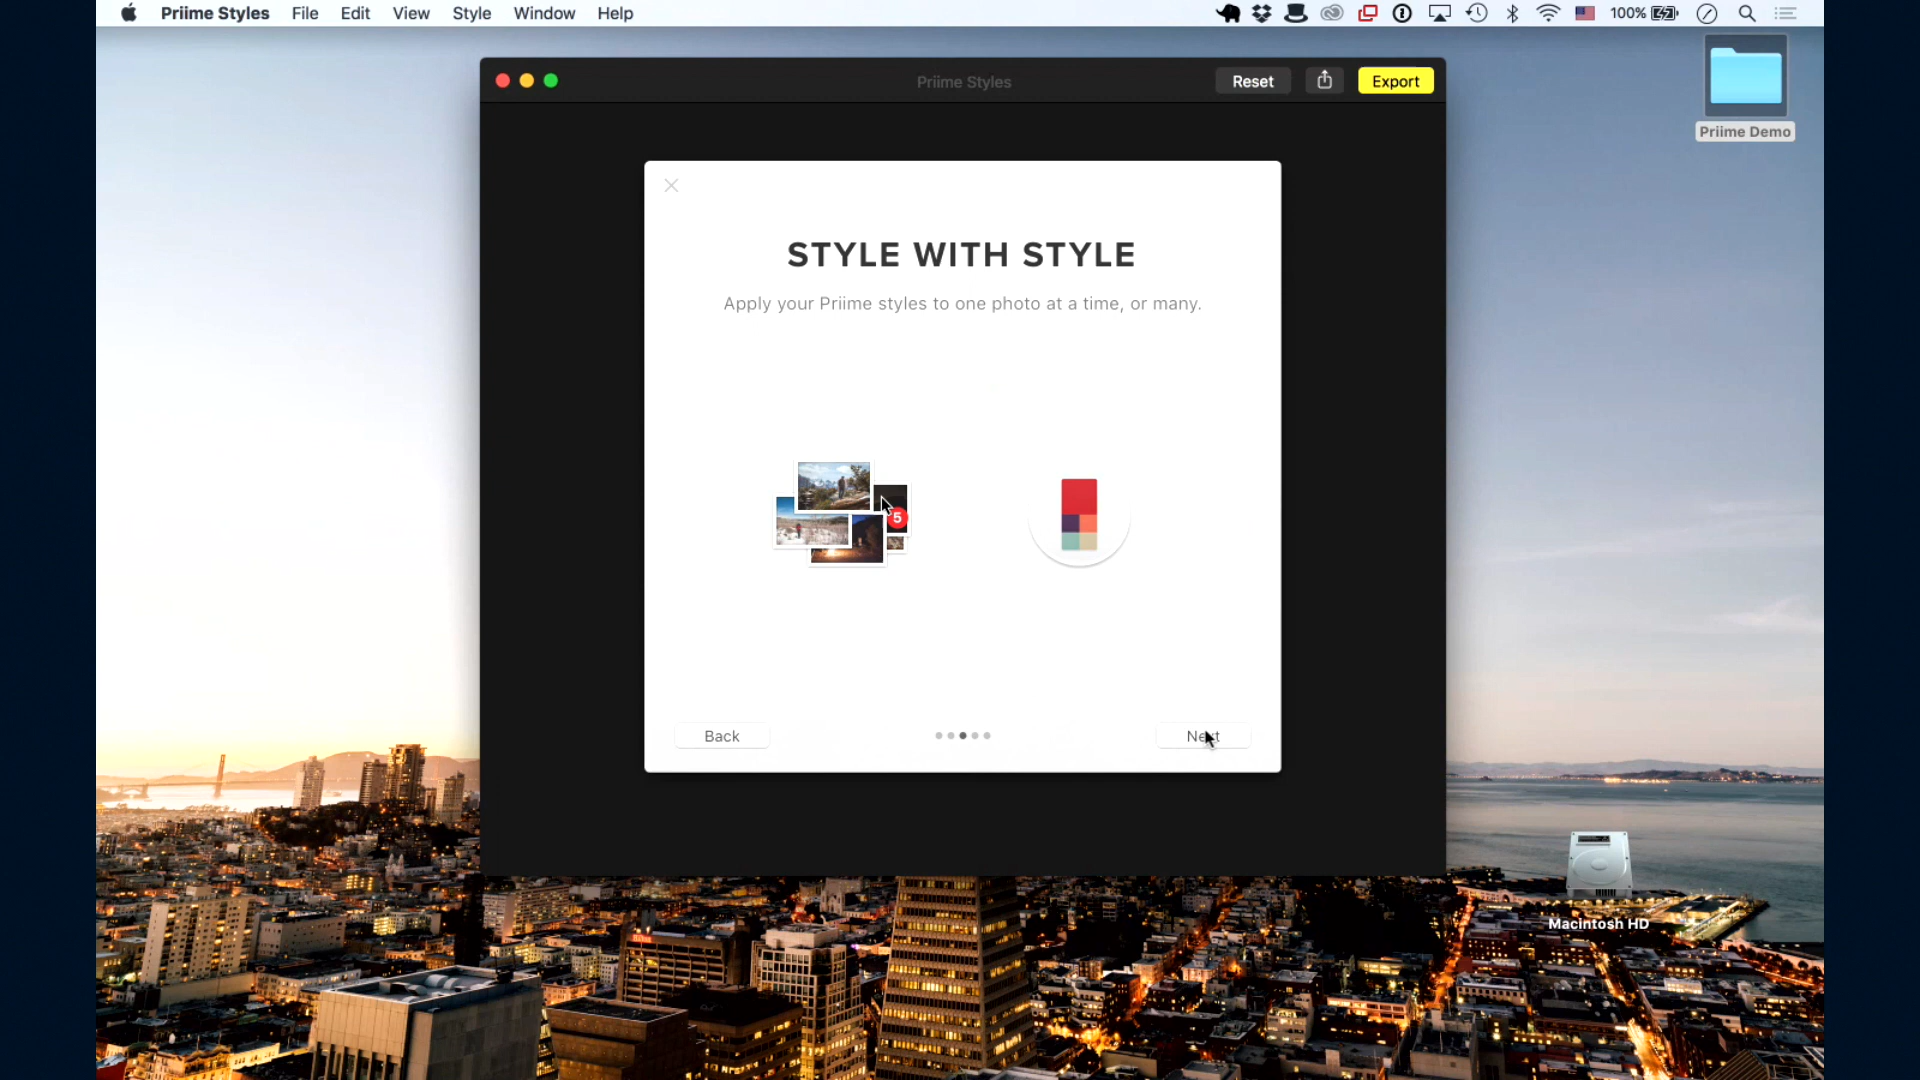 Priime Styles File Edit View Style Window Help 100%
Priime Styles Reset Export
Priime Demo
STYLE WITH STYLE
Apply your Priime styles to one photo at a time, or many.
5
Back Next
Macintosh HD